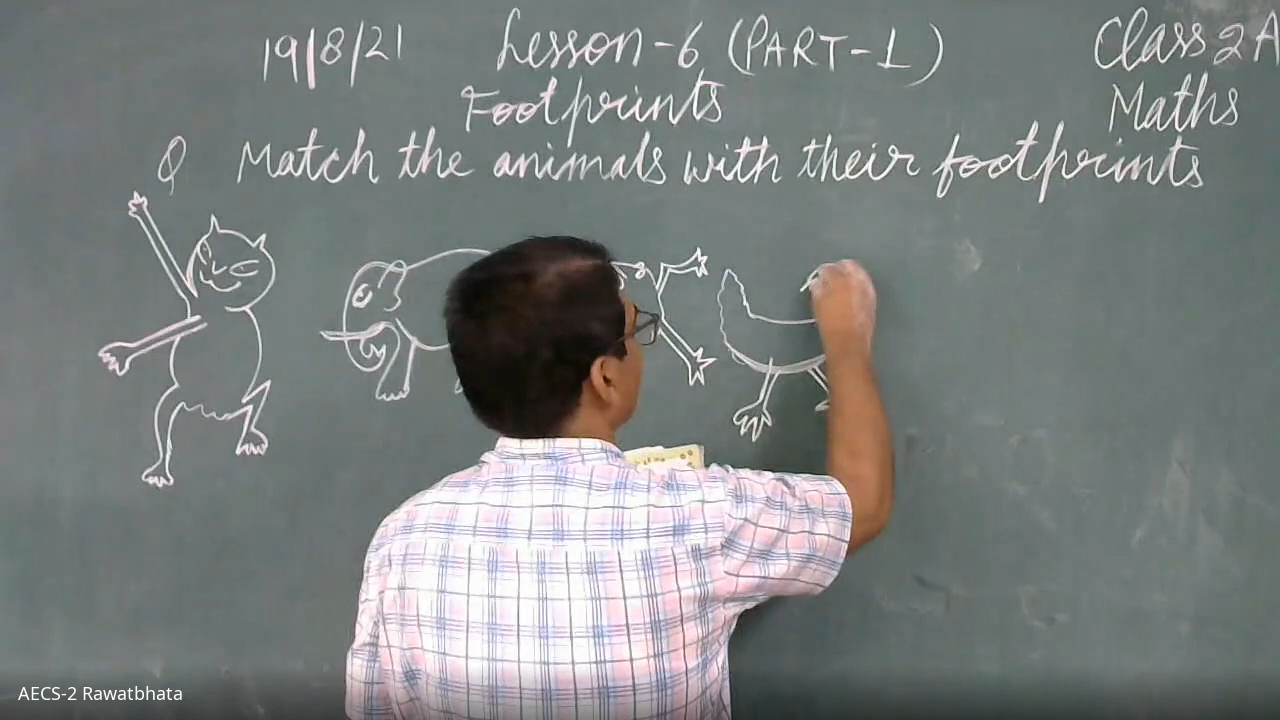 19/8/21 Lesson-6 (PART-1) Class 2A
Footprints Maths
Q Match the animals with their footprints
AECS-2 Rawatbhata